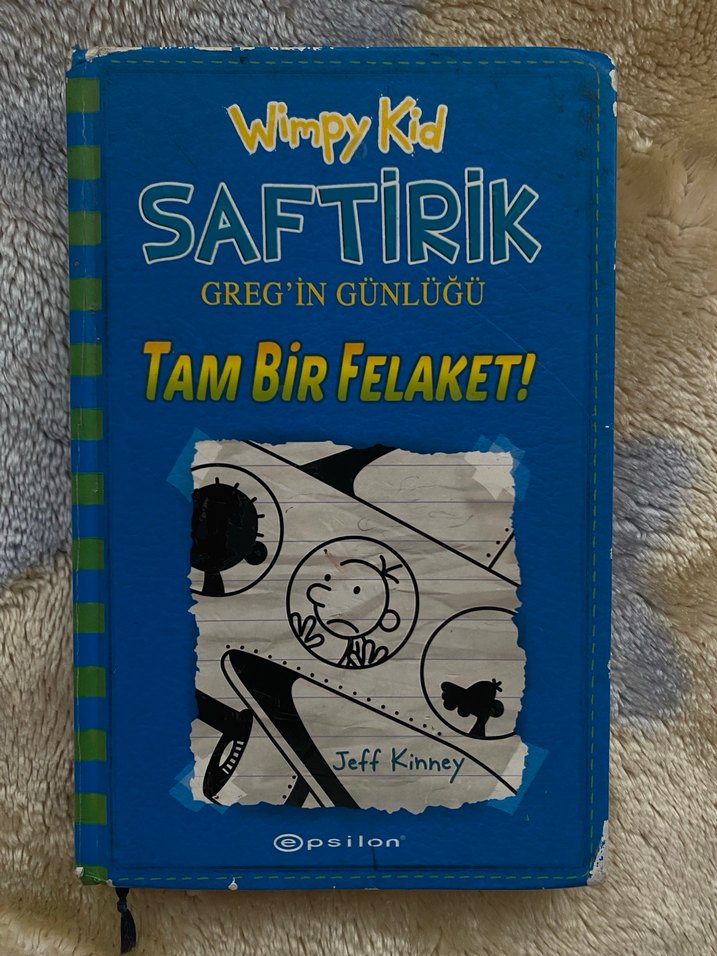 Wimpy Kid
SAFTİRİK
GREG'İN GÜNLÜĞÜ
TAM BİR FELAKET!
Jeff Kinney
epsilon®